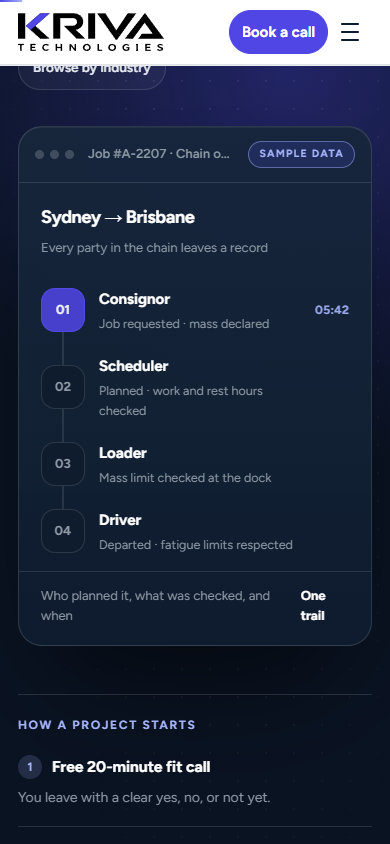 KRIVA
TECHNOLOGIES
Book a call
Browse by industry
Job #A-2207 · Chain o...
SAMPLE DATA
Sydney → Brisbane
Every party in the chain leaves a record
01
Consignor
05:42
Job requested · mass declared
Scheduler
02
Planned · work and rest hours
checked
Loader
03
Mass limit checked at the dock
Driver
04
Departed · fatigue limits respected
Who planned it, what was checked, and
when
One
trail
HOW A PROJECT STARTS
1
Free 20-minute fit call
You leave with a clear yes, no, or not yet.